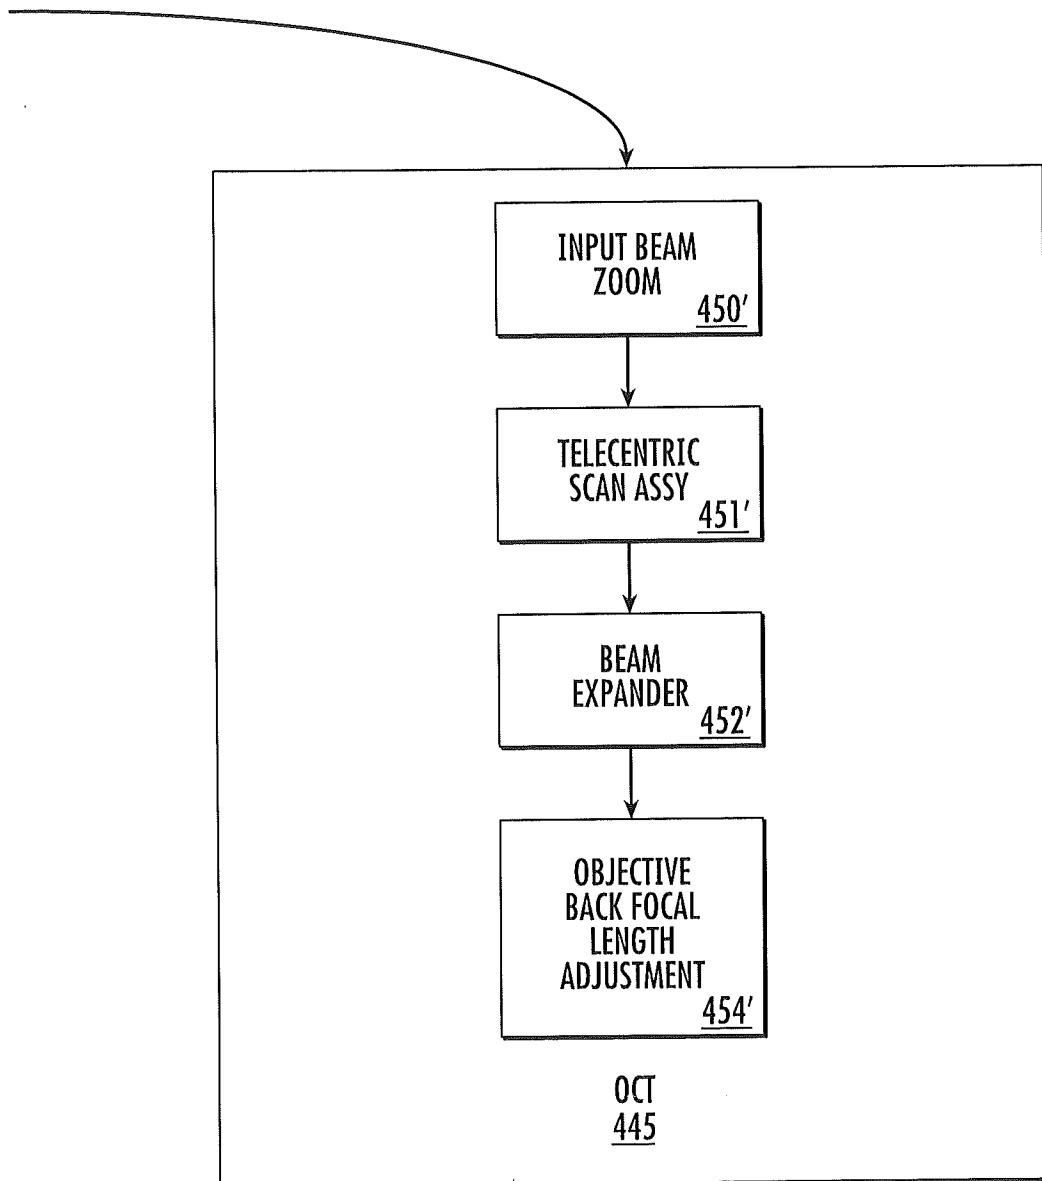 INPUT BEAM
ZOOM
450′
TELECENTRIC
SCAN ASSY
451′
BEAM
EXPANDER
452′
OBJECTIVE
BACK FOCAL
LENGTH
ADJUSTMENT
454′
OCT
445